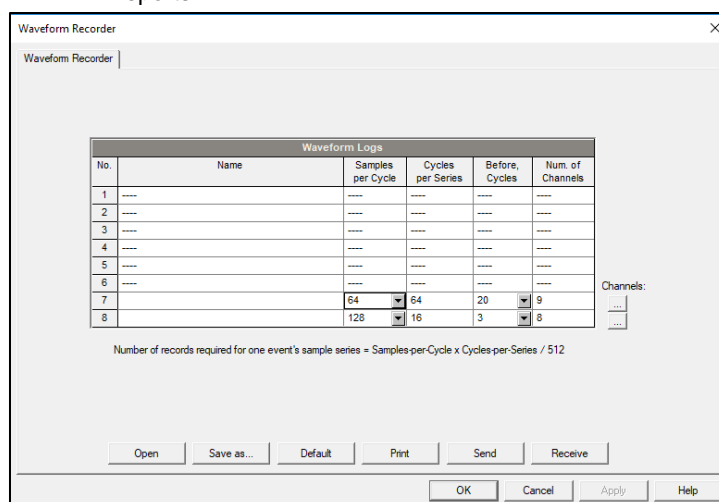 Waveform Recorder
Waveform Recorder
Waveform Logs
No. Name Samples per Cycle Cycles per Series Before, Cycles Num. of Channels
1 ---- ---- ---- ---- ----
2 ---- ---- ---- ---- ----
3 ---- ---- ---- ---- ----
4 ---- ---- ---- ---- ----
5 ---- ---- ---- ---- ----
6 ---- ---- ---- ---- ----
Channels:
7 64 64 20 9 ...
8 128 16 3 8 ...
Number of records required for one event's sample series = Samples-per-Cycle x Cycles-per-Series / 512
Open Save as... Default Print Send Receive
OK Cancel Apply Help